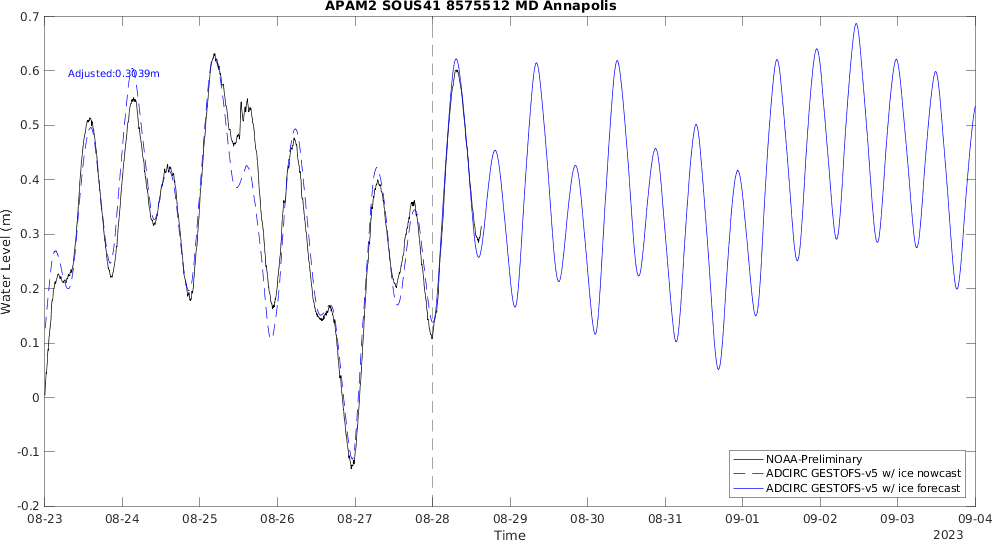 APAM2 SOUS41 8575512 MD Annapolis
Adjusted:0.3039m
Water Level (m)
0.7
0.6
0.5
0.4
0.3
0.2
0.1
0
-0.1
-0.2
NOAA-Preliminary
ADCIRC GESTOFS-v5 w/ ice nowcast
ADCIRC GESTOFS-v5 w/ ice forecast
08-23 08-24 08-25 08-26 08-27 08-28 08-29 08-30 08-31 09-01 09-02 09-03 09-04
Time
2023